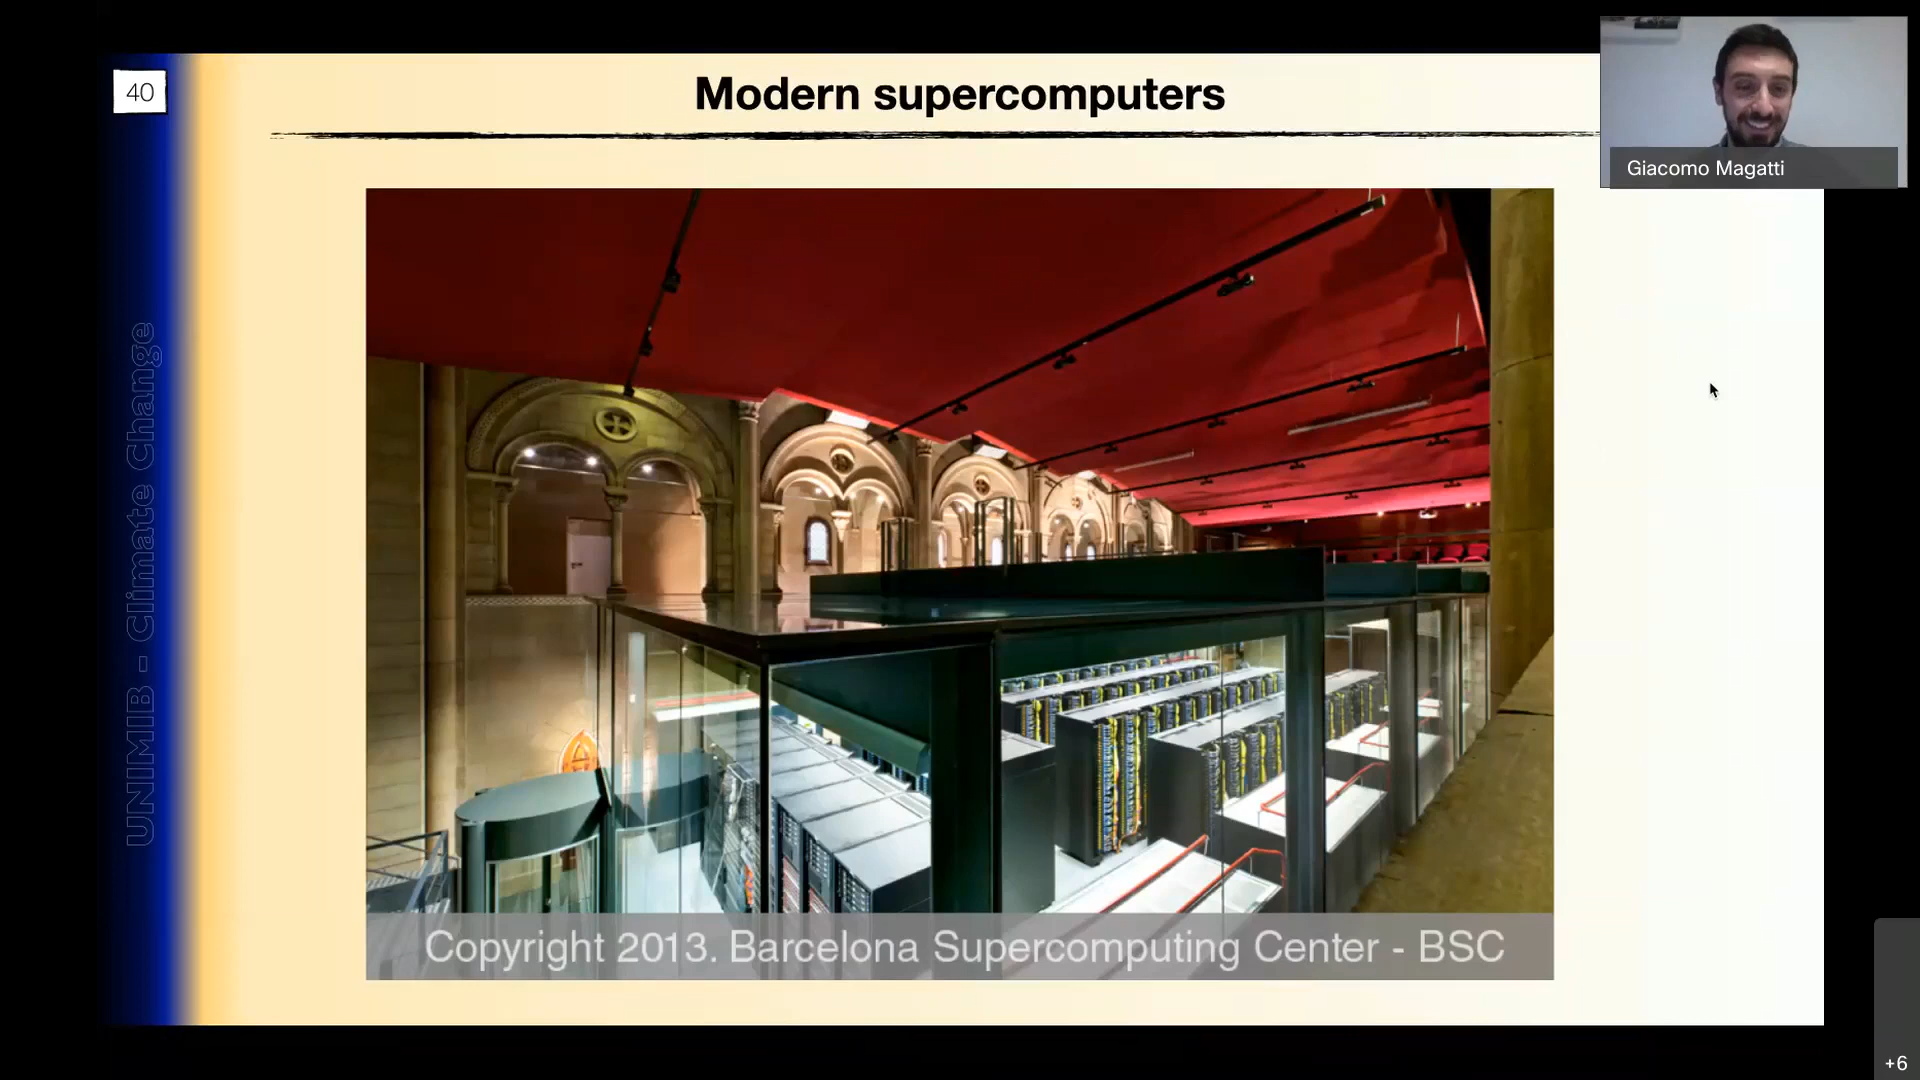 40
Modern supercomputers
Giacomo Magatti
UNIMIB - Climate Change
Copyright 2013. Barcelona Supercomputing Center - BSC
+6